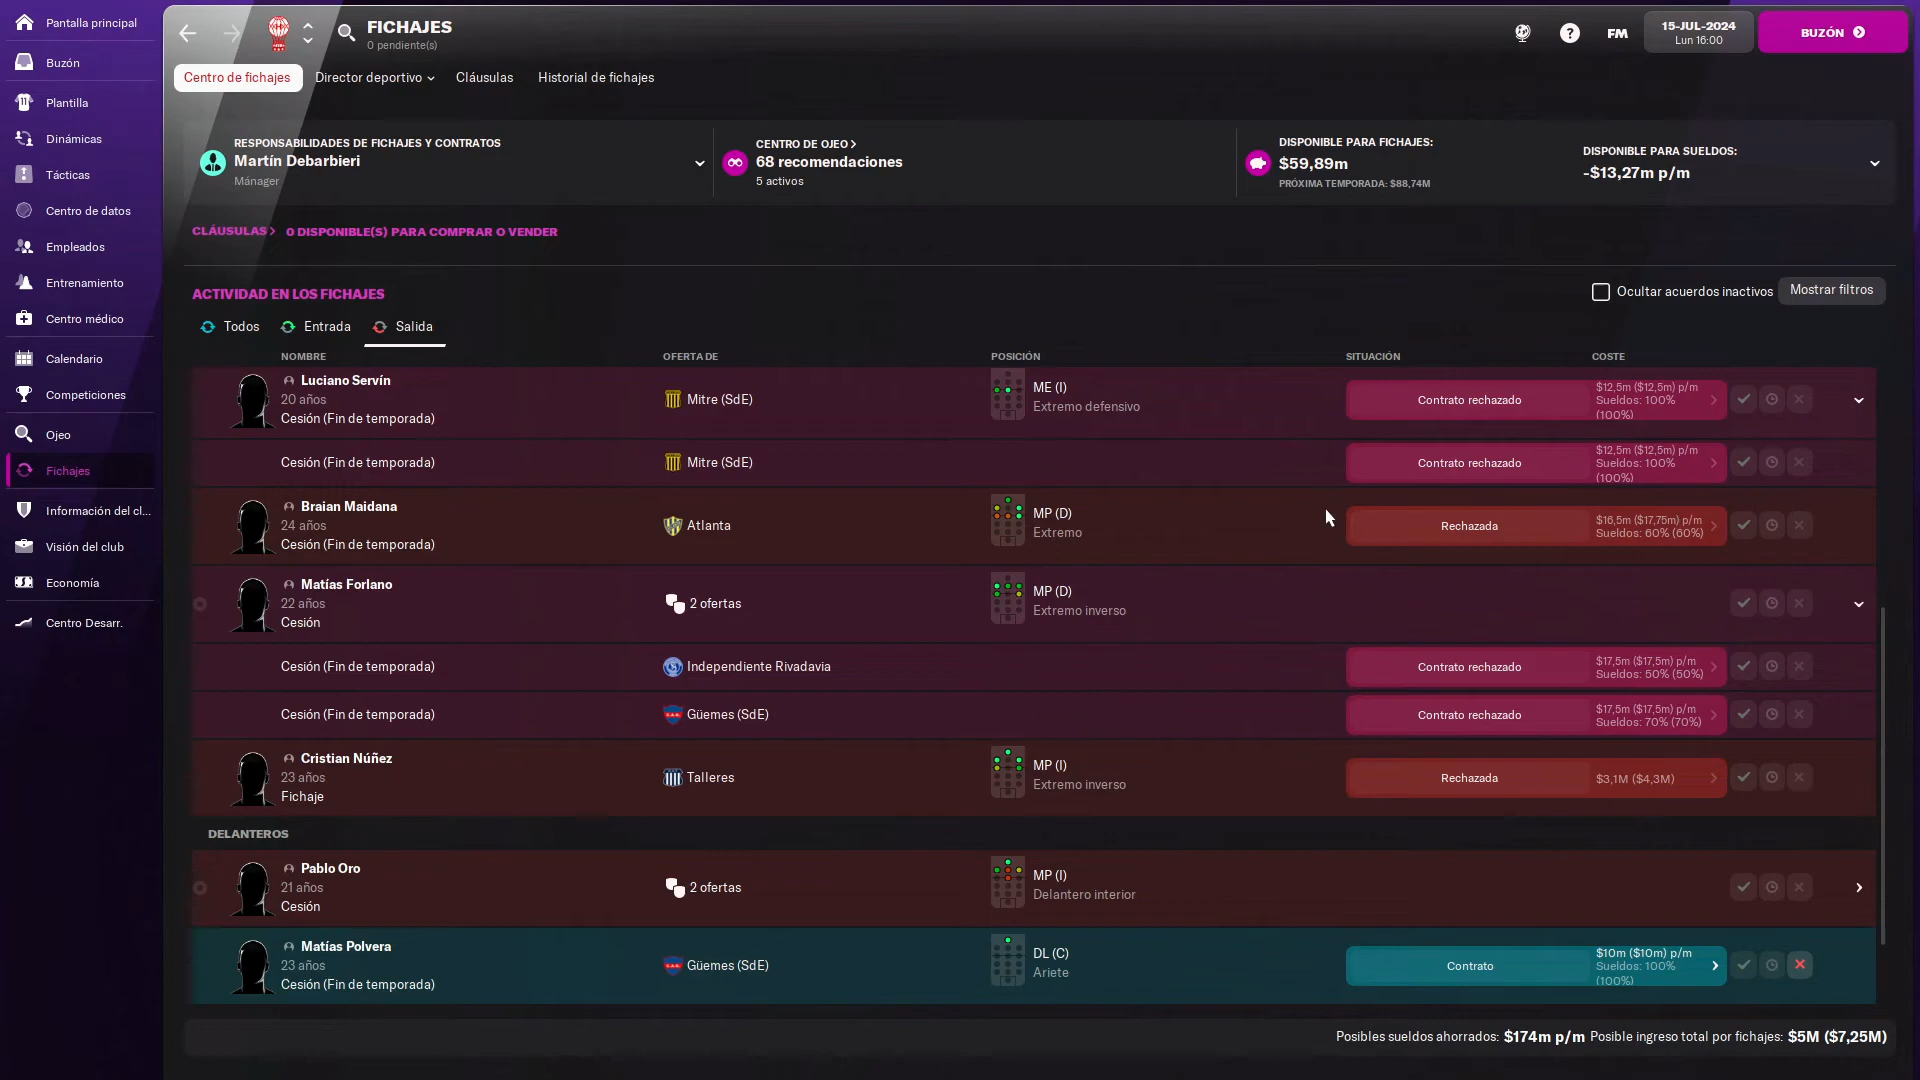 Pantalla principal
Buzón
Plantilla
Dinámicas
Tácticas
Centro de datos
Empleados
Entrenamiento
Centro médico
Calendario
Competiciones
Ojeo
Fichajes
Información del cl...
Visión del club
Economía
Centro Desarr.
FICHAJES
0 pendiente(s)
FM
15-JUL-2024
Lun 16:00
BUZÓN
Centro de fichajes
Director deportivo
Cláusulas
Historial de fichajes
RESPONSABILIDADES DE FICHAJES Y CONTRATOS
Martín Debarbieri
Mánager
CENTRO DE OJEO >
68 recomendaciones
5 activos
DISPONIBLE PARA FICHAJES:
$59,89m
PRÓXIMA TEMPORADA: $88,74M
DISPONIBLE PARA SUELDOS:
-$13,27m p/m
CLÁUSULAS > 0 DISPONIBLE(S) PARA COMPRAR O VENDER
ACTIVIDAD EN LOS FICHAJES
Ocultar acuerdos inactivos
Mostrar filtros
Todos
Entrada
Salida
NOMBRE OFERTA DE POSICIÓN SITUACIÓN COSTE
Luciano Servín
20 años
Cesión (Fin de temporada)
Mitre (SdE)
ME (I)
Extremo defensivo
Contrato rechazado
$12,5m ($12,5m) p/m
Sueldos: 100%
(100%)
Cesión (Fin de temporada)
Mitre (SdE)
Contrato rechazado
$12,5m ($12,5m) p/m
Sueldos: 100%
(100%)
Braian Maidana
24 años
Cesión (Fin de temporada)
Atlanta
MP (D)
Extremo
Rechazada
$16,5m ($17,75m) p/m
Sueldos: 60% (60%)
Matías Forlano
22 años
Cesión
2 ofertas
MP (D)
Extremo inverso
Cesión (Fin de temporada)
Independiente Rivadavia
Contrato rechazado
$17,5m ($17,5m) p/m
Sueldos: 50% (50%)
Cesión (Fin de temporada)
Güemes (SdE)
Contrato rechazado
$17,5m ($17,5m) p/m
Sueldos: 70% (70%)
Cristian Núñez
23 años
Fichaje
Talleres
MP (I)
Extremo inverso
Rechazada
$3,1M ($4,3M)
DELANTEROS
Pablo Oro
21 años
Cesión
2 ofertas
MP (I)
Delantero interior
Matías Polvera
23 años
Cesión (Fin de temporada)
Güemes (SdE)
DL (C)
Ariete
Contrato
$10m ($10m) p/m
Sueldos: 100%
(100%)
Posibles sueldos ahorrados: $174m p/m Posible ingreso total por fichajes: $5M ($7,25M)